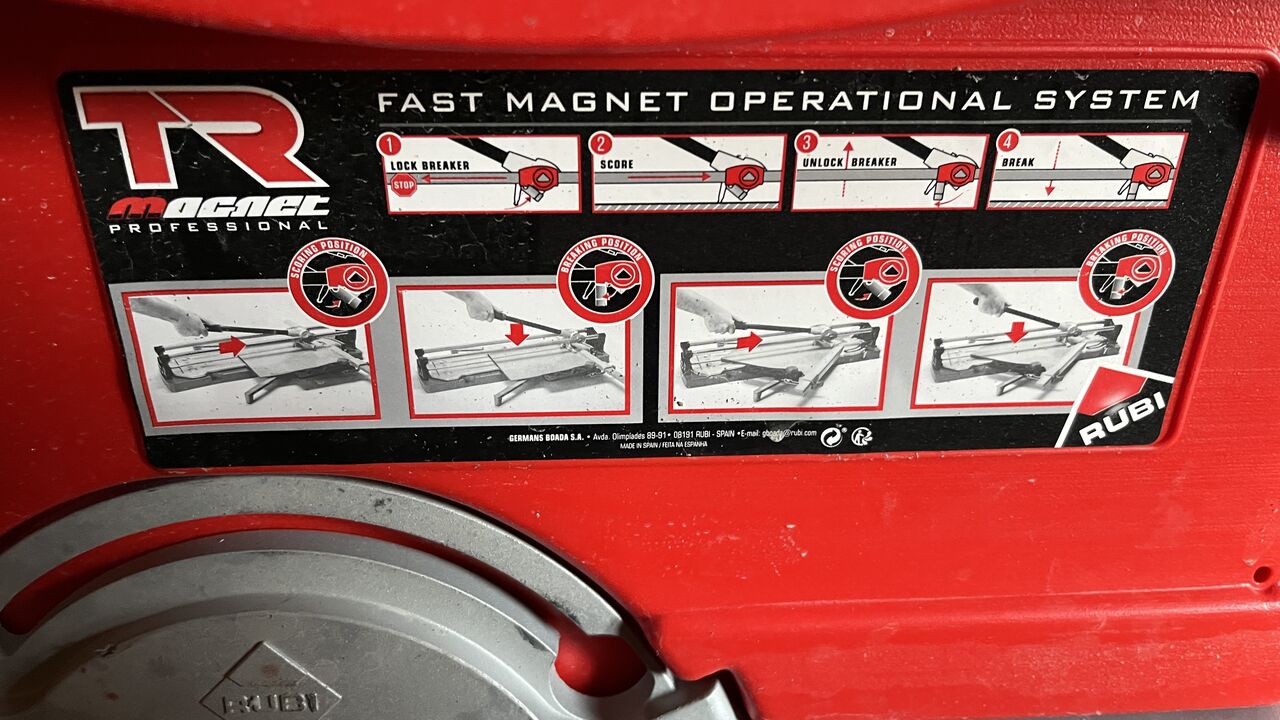 TR
magnet
PROFESSIONAL
FAST MAGNET OPERATIONAL SYSTEM
1
LOCK BREAKER
STOP
2
SCORE
3
UNLOCK BREAKER
4
BREAK
SCORING POSITION
BREAKING POSITION
SCORING POSITION
BREAKING POSITION
GERMANS BOADA S.A. • Avda. Olimpíades 89-91 • 08191 RUBI - SPAIN • E-mail: gboada@rubi.com
MADE IN SPAIN / FEITA NA ESPANHA
RUBI
RUBI